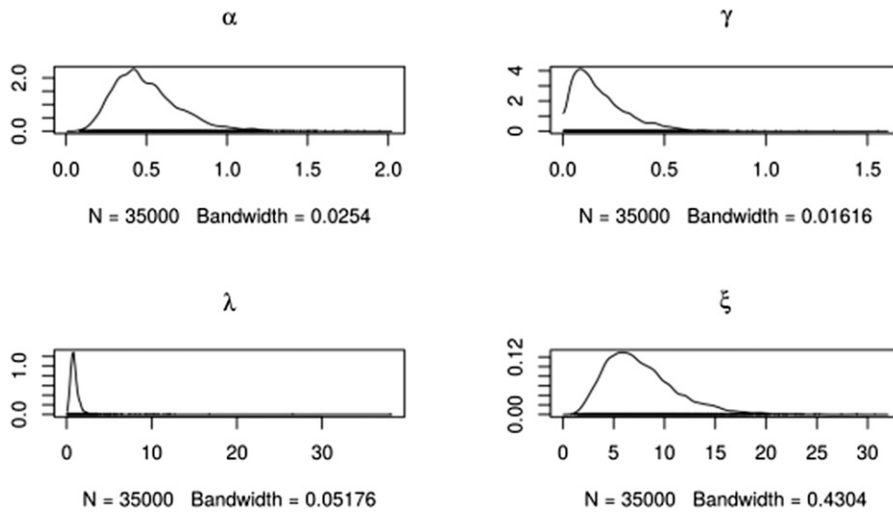 α γ
2.0
0.0
4
2
0
0.0 0.5 1.0 1.5 2.0
0.0 0.5 1.0 1.5
N = 35000 Bandwidth = 0.0254
N = 35000 Bandwidth = 0.01616
λ ξ
1.0
0.0
0.12
0.00
0 10 20 30
0 5 10 15 20 25 30
N = 35000 Bandwidth = 0.05176
N = 35000 Bandwidth = 0.4304